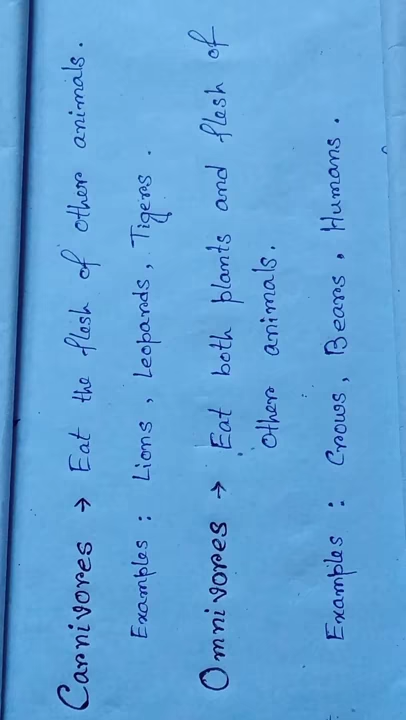 Carnivores → Eat the flesh of other animals.
Examples : Lions , Leopards , Tigers .
Omnivores → Eat both plants and flesh of
other animals.
Examples : Crows , Bears , Humans .